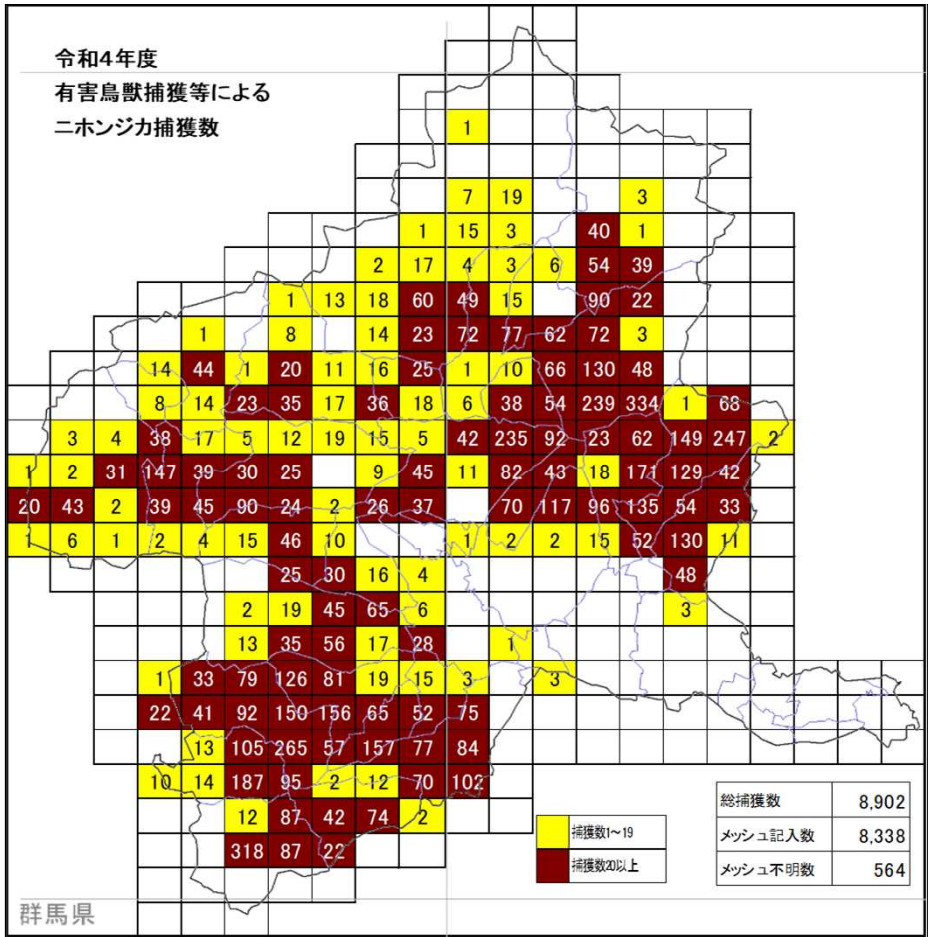 令和4年度
有害鳥獣捕獲等による
ニホンジカ捕獲数
1
7 19 3
1 15 3 40 1
2 17 4 3 6 54 39
1 13 18 60 49 15 90 22
1 8 14 23 72 77 62 72 3
14 44 1 20 11 16 25 1 10 66 130 48
8 14 23 35 17 36 18 6 38 54 239 334 1 68
3 4 38 17 5 12 19 15 5 42 235 92 23 62 149 247 2
1 2 31 147 39 30 25 9 45 11 82 43 18 171 129 42
20 43 2 39 45 90 24 2 26 37 70 117 96 135 54 33
1 6 1 2 4 15 46 10 1 2 2 15 52 130 11
25 30 16 4 48
2 19 45 65 6 3
13 35 56 17 28 1
1 33 79 126 81 19 15 3 3
22 41 92 150 156 65 52 75
13 105 265 57 157 77 84
10 14 187 95 2 12 70 102
12 87 42 74 2
318 87 22
捕獲数1~19
捕獲数20以上
総捕獲数 8,902
メッシュ記入数 8,338
メッシュ不明数 564
群馬県